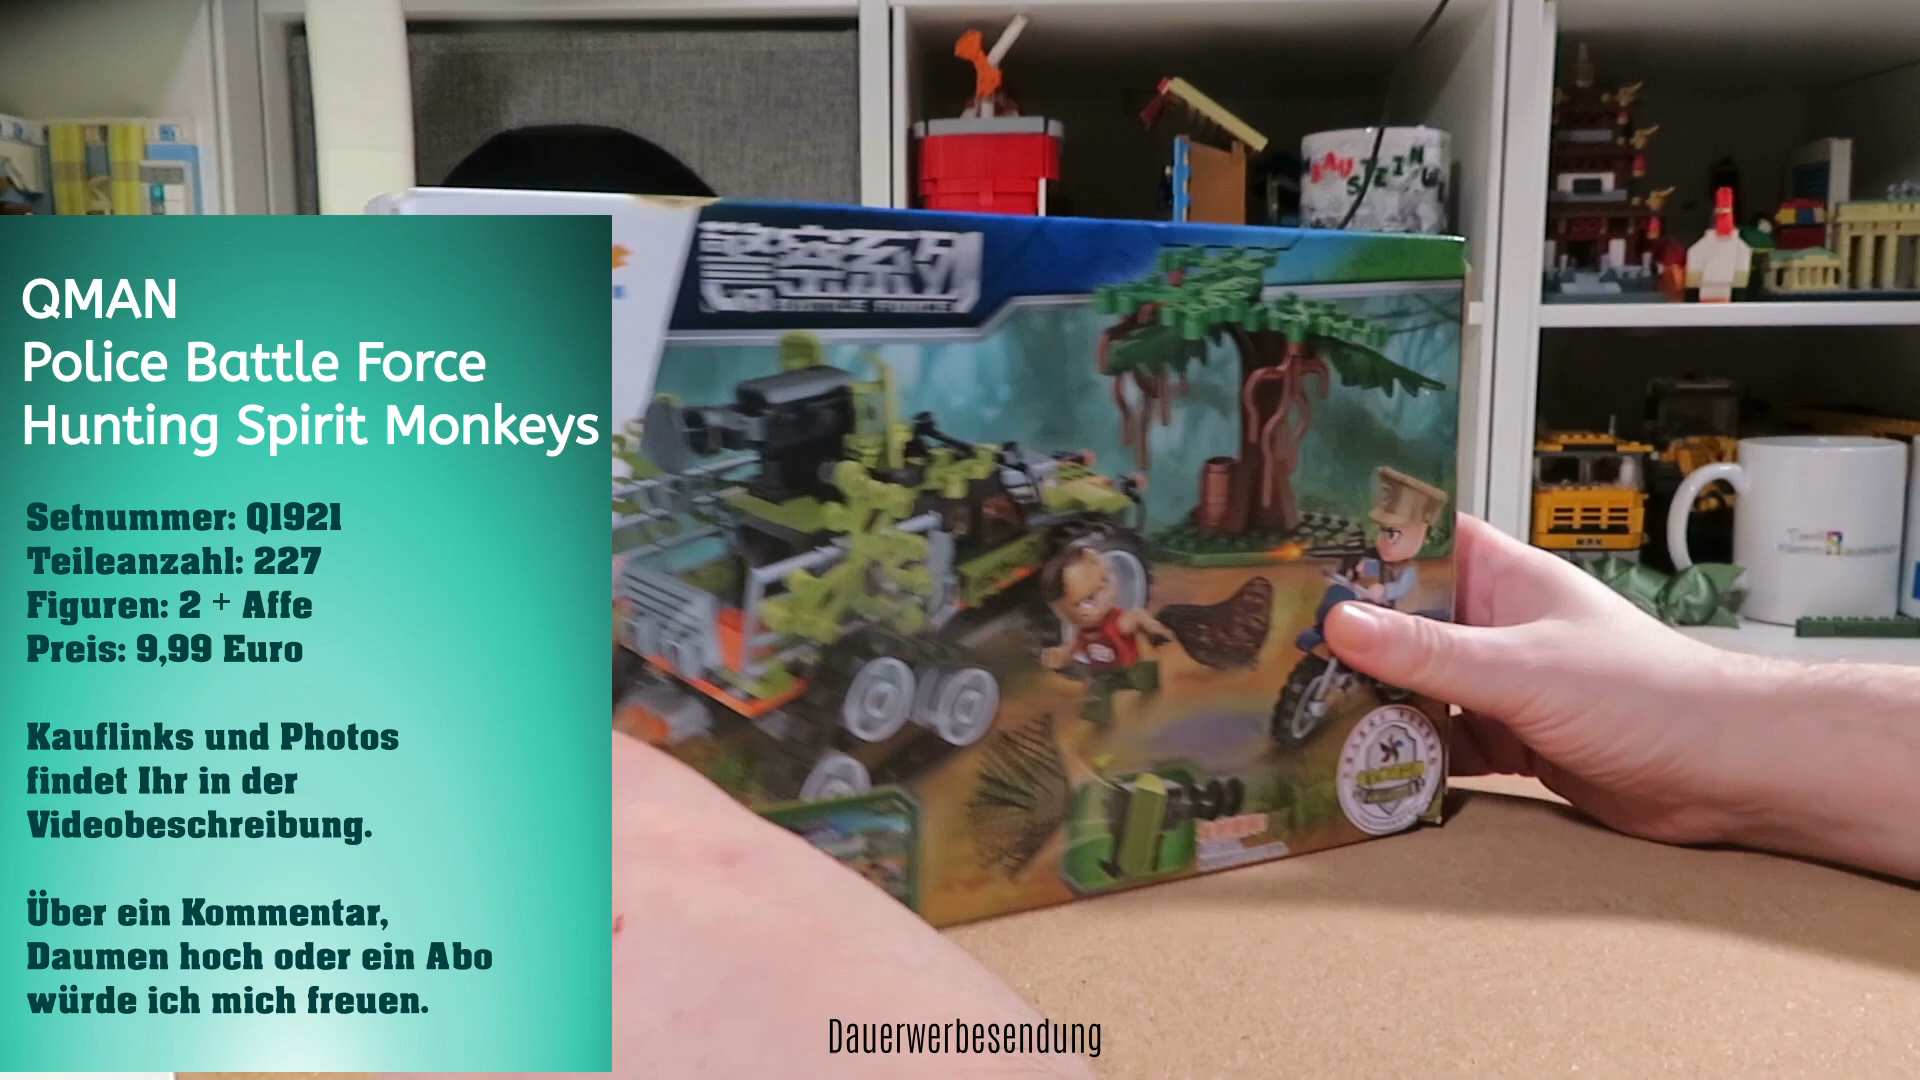 QMAN
Police Battle Force
Hunting Spirit Monkeys
Setnummer: Q1921
Teileanzahl: 227
Figuren: 2 + Affe
Preis: 9,99 Euro
Kauflinks und Photos
findet Ihr in der
Videobeschreibung.
Über ein Kommentar,
Daumen hoch oder ein Abo
würde ich mich freuen.
Dauerwerbesendung